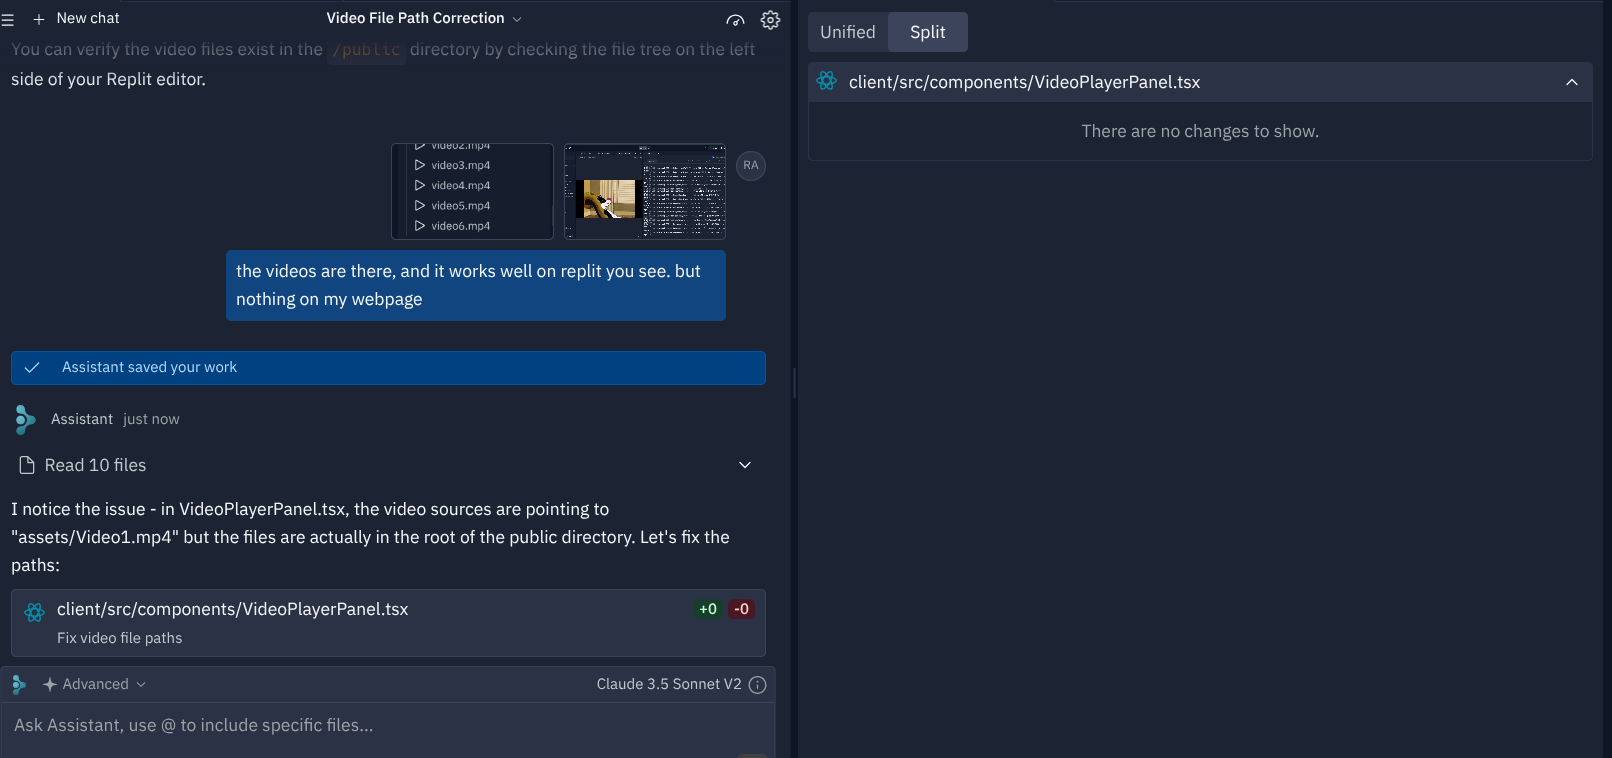 New chat
Video File Path Correction
You can verify the video files exist in the /public directory by checking the file tree on the left
side of your Replit editor.
video2.mp4
video3.mp4
video4.mp4
video5.mp4
video6.mp4
RA
the videos are there, and it works well on replit you see. but
nothing on my webpage
Assistant saved your work
Assistant just now
Read 10 files
I notice the issue - in VideoPlayerPanel.tsx, the video sources are pointing to
"assets/Video1.mp4" but the files are actually in the root of the public directory. Let's fix the
paths:
client/src/components/VideoPlayerPanel.tsx +0 -0
Fix video file paths
Advanced
Claude 3.5 Sonnet V2
Ask Assistant, use @ to include specific files...
Unified Split
client/src/components/VideoPlayerPanel.tsx
There are no changes to show.